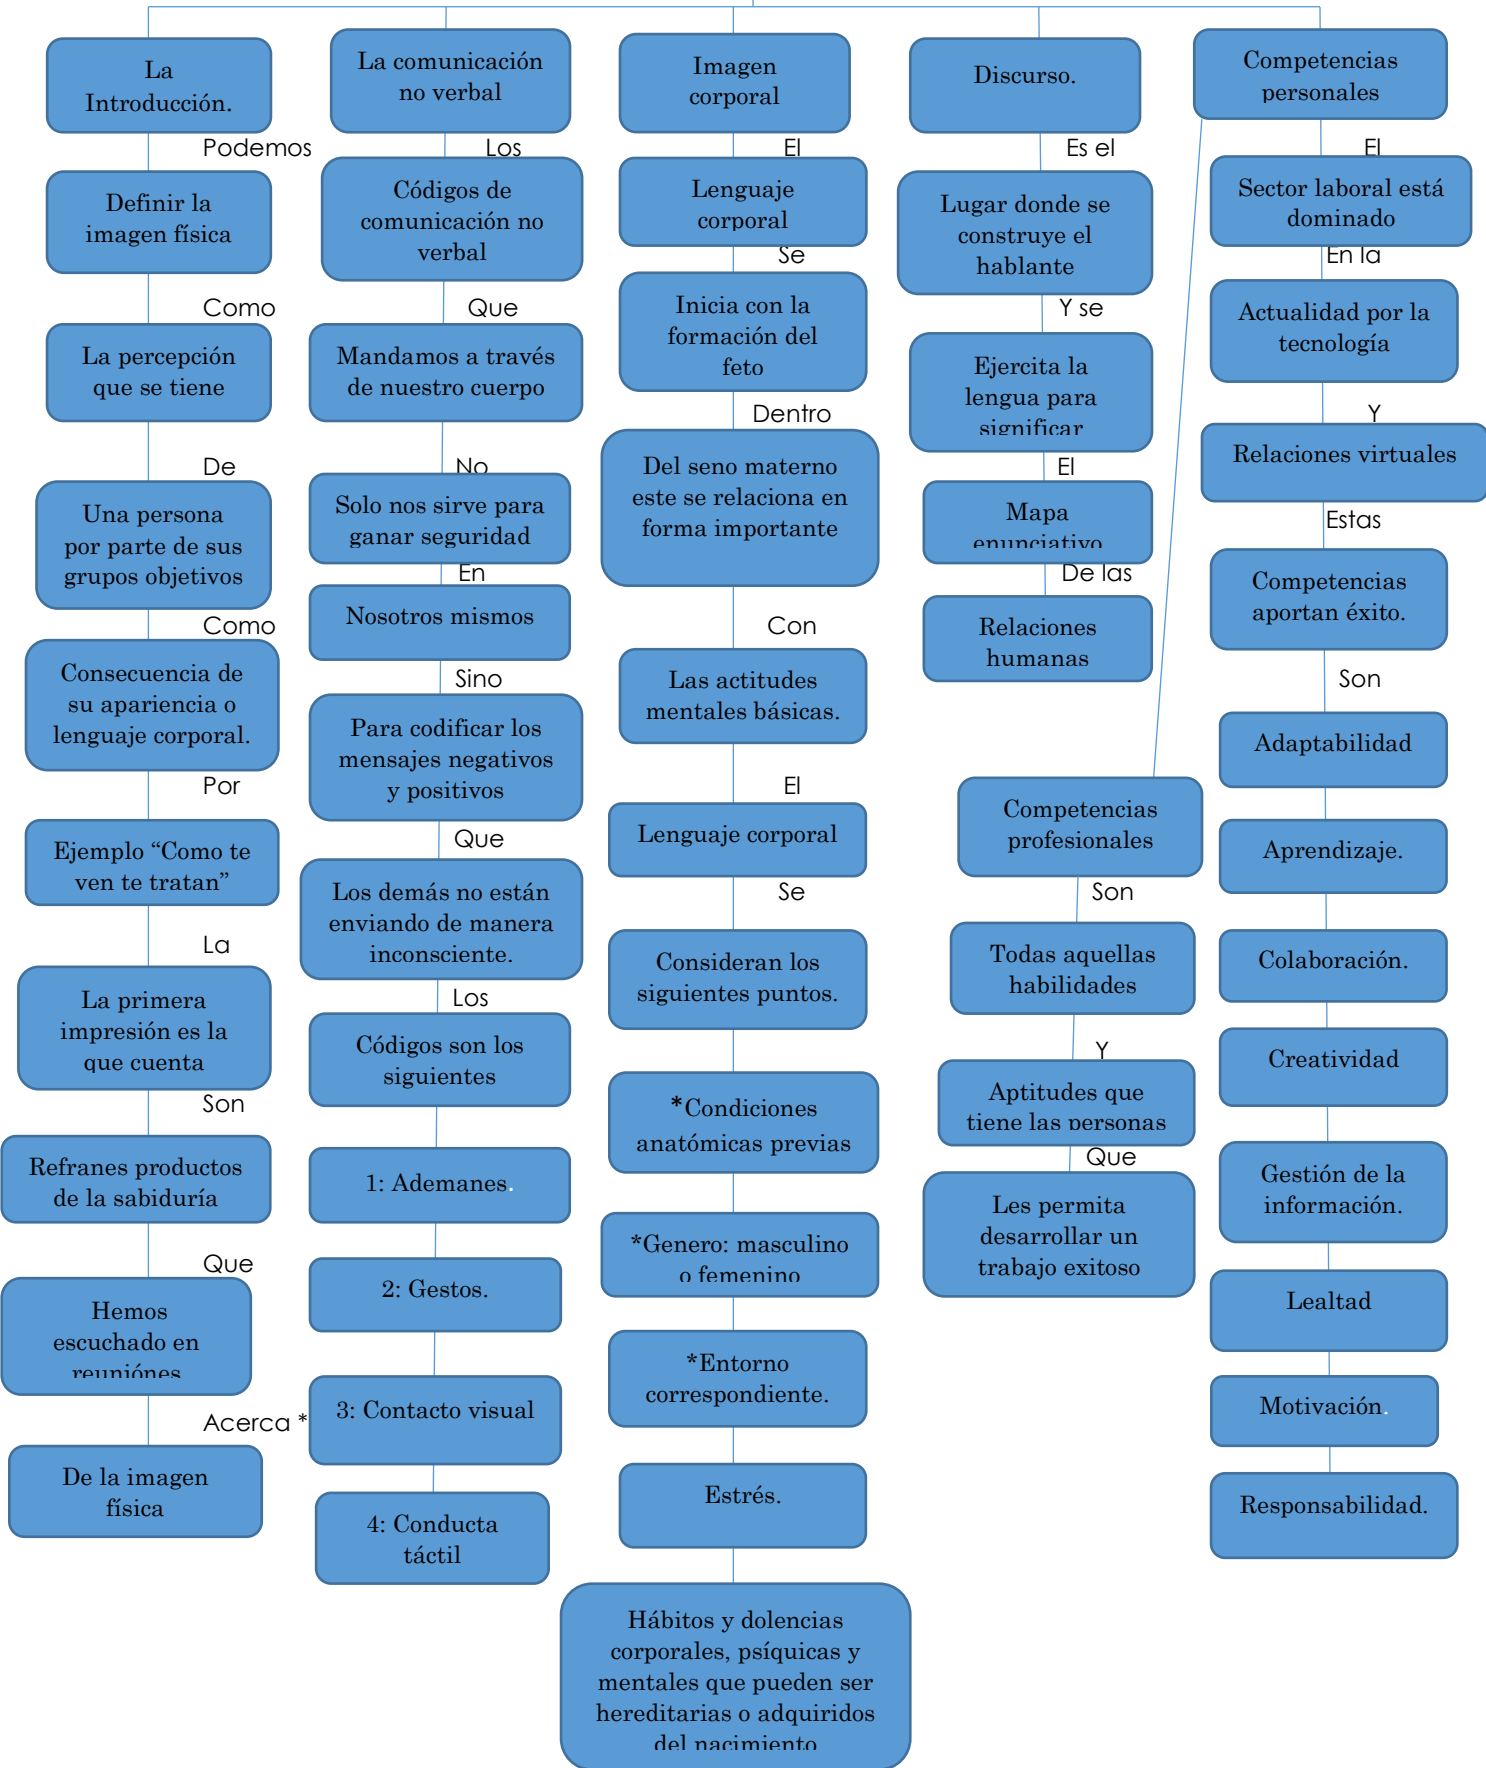 La
Introducción.
Podemos
Definir la
imagen física
Como
La percepción
que se tiene
De
Una persona
por parte de sus
grupos objetivos
Como
Consecuencia de
su apariencia o
lenguaje corporal.
Por
Ejemplo “Como te
ven te tratan”
La
La primera
impresión es la
que cuenta
Son
Refranes productos
de la sabiduría
Que
Hemos
escuchado en
reuniónes
Acerca *
De la imagen
física
La comunicación
no verbal
Los
Códigos de
comunicación no
verbal
Que
Mandamos a través
de nuestro cuerpo
No
Solo nos sirve para
ganar seguridad
En
Nosotros mismos
Sino
Para codificar los
mensajes negativos
y positivos
Que
Los demás no están
enviando de manera
inconsciente.
Los
Códigos son los
siguientes
1: Ademanes.
2: Gestos.
3: Contacto visual
4: Conducta
táctil
Imagen
corporal
El
Lenguaje
corporal
Se
Inicia con la
formación del
feto
Dentro
Del seno materno
este se relaciona en
forma importante
Con
Las actitudes
mentales básicas.
El
Lenguaje corporal
Se
Consideran los
siguientes puntos.
*Condiciones
anatómicas previas
*Genero: masculino
o femenino
*Entorno
correspondiente.
Estrés.
Hábitos y dolencias
corporales, psíquicas y
mentales que pueden ser
hereditarias o adquiridos
del nacimiento
Discurso.
Es el
Lugar donde se
construye el
hablante
Y se
Ejercita la
lengua para
significar
El
Mapa
enunciativo
De las
Relaciones
humanas
Competencias
personales
El
Sector laboral está
dominado
En la
Actualidad por la
tecnología
Y
Relaciones virtuales
Estas
Competencias
aportan éxito.
Son
Adaptabilidad
Aprendizaje.
Colaboración.
Creatividad
Gestión de la
información.
Lealtad
Motivación.
Responsabilidad.
Competencias
profesionales
Son
Todas aquellas
habilidades
Y
Aptitudes que
tiene las personas
Que
Les permita
desarrollar un
trabajo exitoso